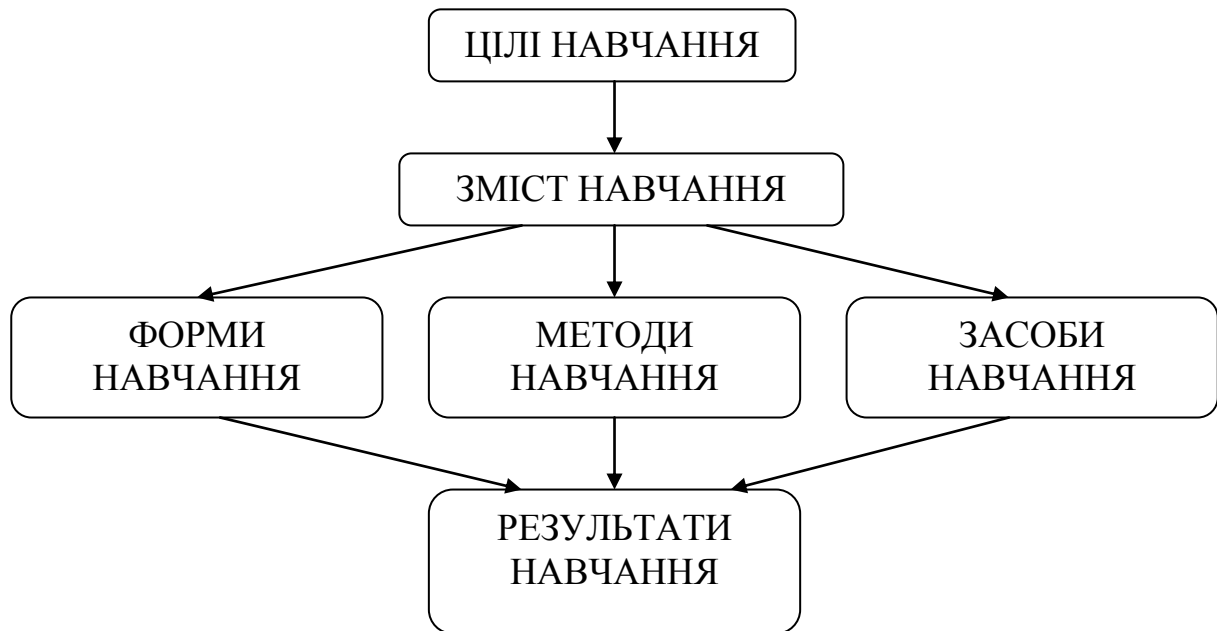 ЦІЛІ НАВЧАННЯ
ЗМІСТ НАВЧАННЯ
ФОРМИ
НАВЧАННЯ
МЕТОДИ
НАВЧАННЯ
ЗАСОБИ
НАВЧАННЯ
РЕЗУЛЬТАТИ
НАВЧАННЯ